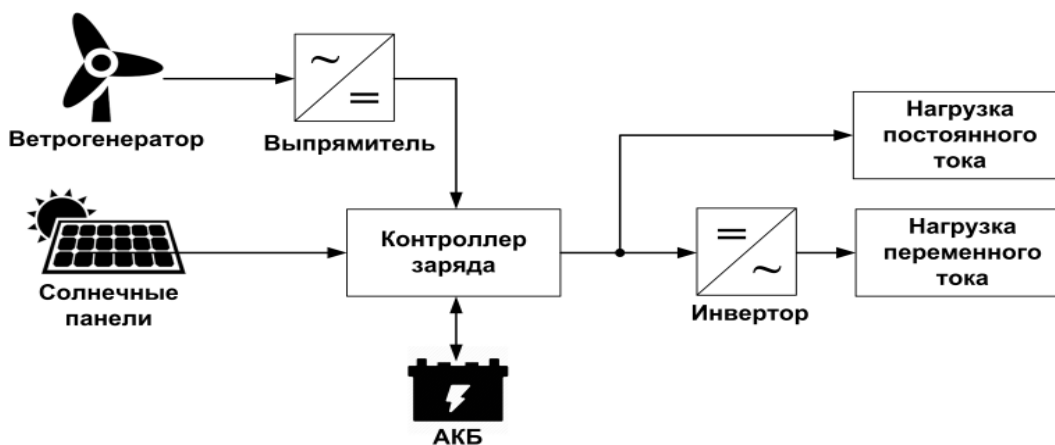 Ветрогенератор
Выпрямитель
Нагрузка
постоянного
тока
Солнечные
панели
Контроллер
заряда
Инвертор
Нагрузка
переменного
тока
АКБ